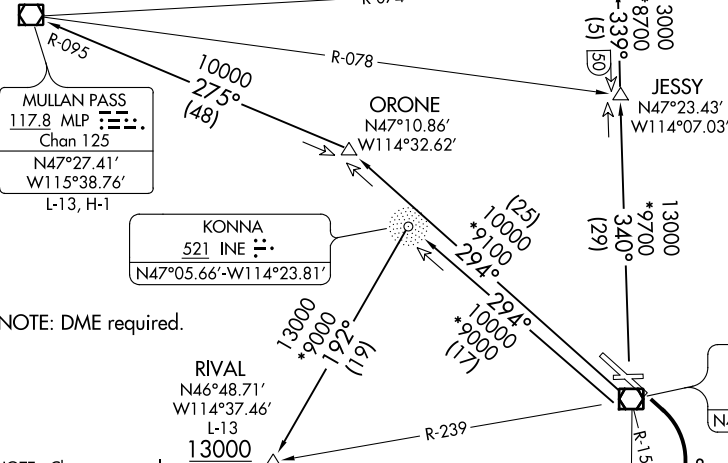 R-074
R-095
R-078
10000
275°
(48)
3000
*8700
339°
(5)
50
MULLAN PASS
117.8 MLP
Chan 125
N47°27.41'
W115°38.76'
L-13, H-1
ORONE
N47°10.86'
W114°32.62'
JESSY
N47°23.43'
W114°07.03'
KONNA
521 INE
N47°05.66'-W114°23.81'
(25)
10000
*9100
294°
294°
10000
*9000
(17)
13000
*9700
340°
(29)
NOTE: DME required.
13000
*9000
192°
(19)
RIVAL
N46°48.71'
W114°37.46'
L-13
13000
R-239
R-15